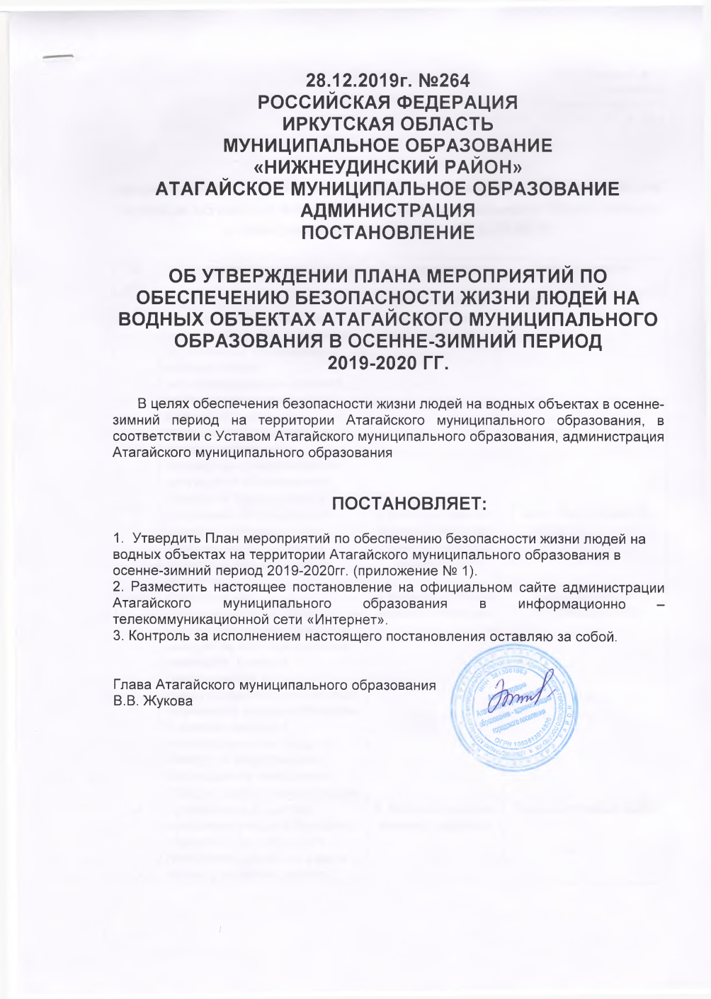 28.12.2019г. №264
РОССИЙСКАЯ ФЕДЕРАЦИЯ
ИРКУТСКАЯ ОБЛАСТЬ
МУНИЦИПАЛЬНОЕ ОБРАЗОВАНИЕ
«НИЖНЕУДИНСКИЙ РАЙОН»
АТАГАЙСКОЕ МУНИЦИПАЛЬНОЕ ОБРАЗОВАНИЕ
АДМИНИСТРАЦИЯ
ПОСТАНОВЛЕНИЕ
ОБ УТВЕРЖДЕНИИ ПЛАНА МЕРОПРИЯТИЙ ПО
ОБЕСПЕЧЕНИЮ БЕЗОПАСНОСТИ ЖИЗНИ ЛЮДЕЙ НА
ВОДНЫХ ОБЪЕКТАХ АТАГАЙСКОГО МУНИЦИПАЛЬНОГО
ОБРАЗОВАНИЯ В ОСЕННЕ-ЗИМНИЙ ПЕРИОД
2019-2020 ГГ.
В целях обеспечения безопасности жизни людей на водных объектах в осенне-
зимний период на территории Атагайского муниципального образования, в
соответствии с Уставом Атагайского муниципального образования, администрация
Атагайского муниципального образования
ПОСТАНОВЛЯЕТ:
1. Утвердить План мероприятий по обеспечению безопасности жизни людей на
водных объектах на территории Атагайского муниципального образования в
осенне-зимний период 2019-2020гг. (приложение № 1).
2. Разместить настоящее постановление на официальном сайте администрации
Атагайского муниципального образования в информационно –
телекоммуникационной сети «Интернет».
3. Контроль за исполнением настоящего постановления оставляю за собой.
Глава Атагайского муниципального образования
В.В. Жукова
ИНН 3813001863
образования - администрация
городского поселения
ОГРН 1053813014820